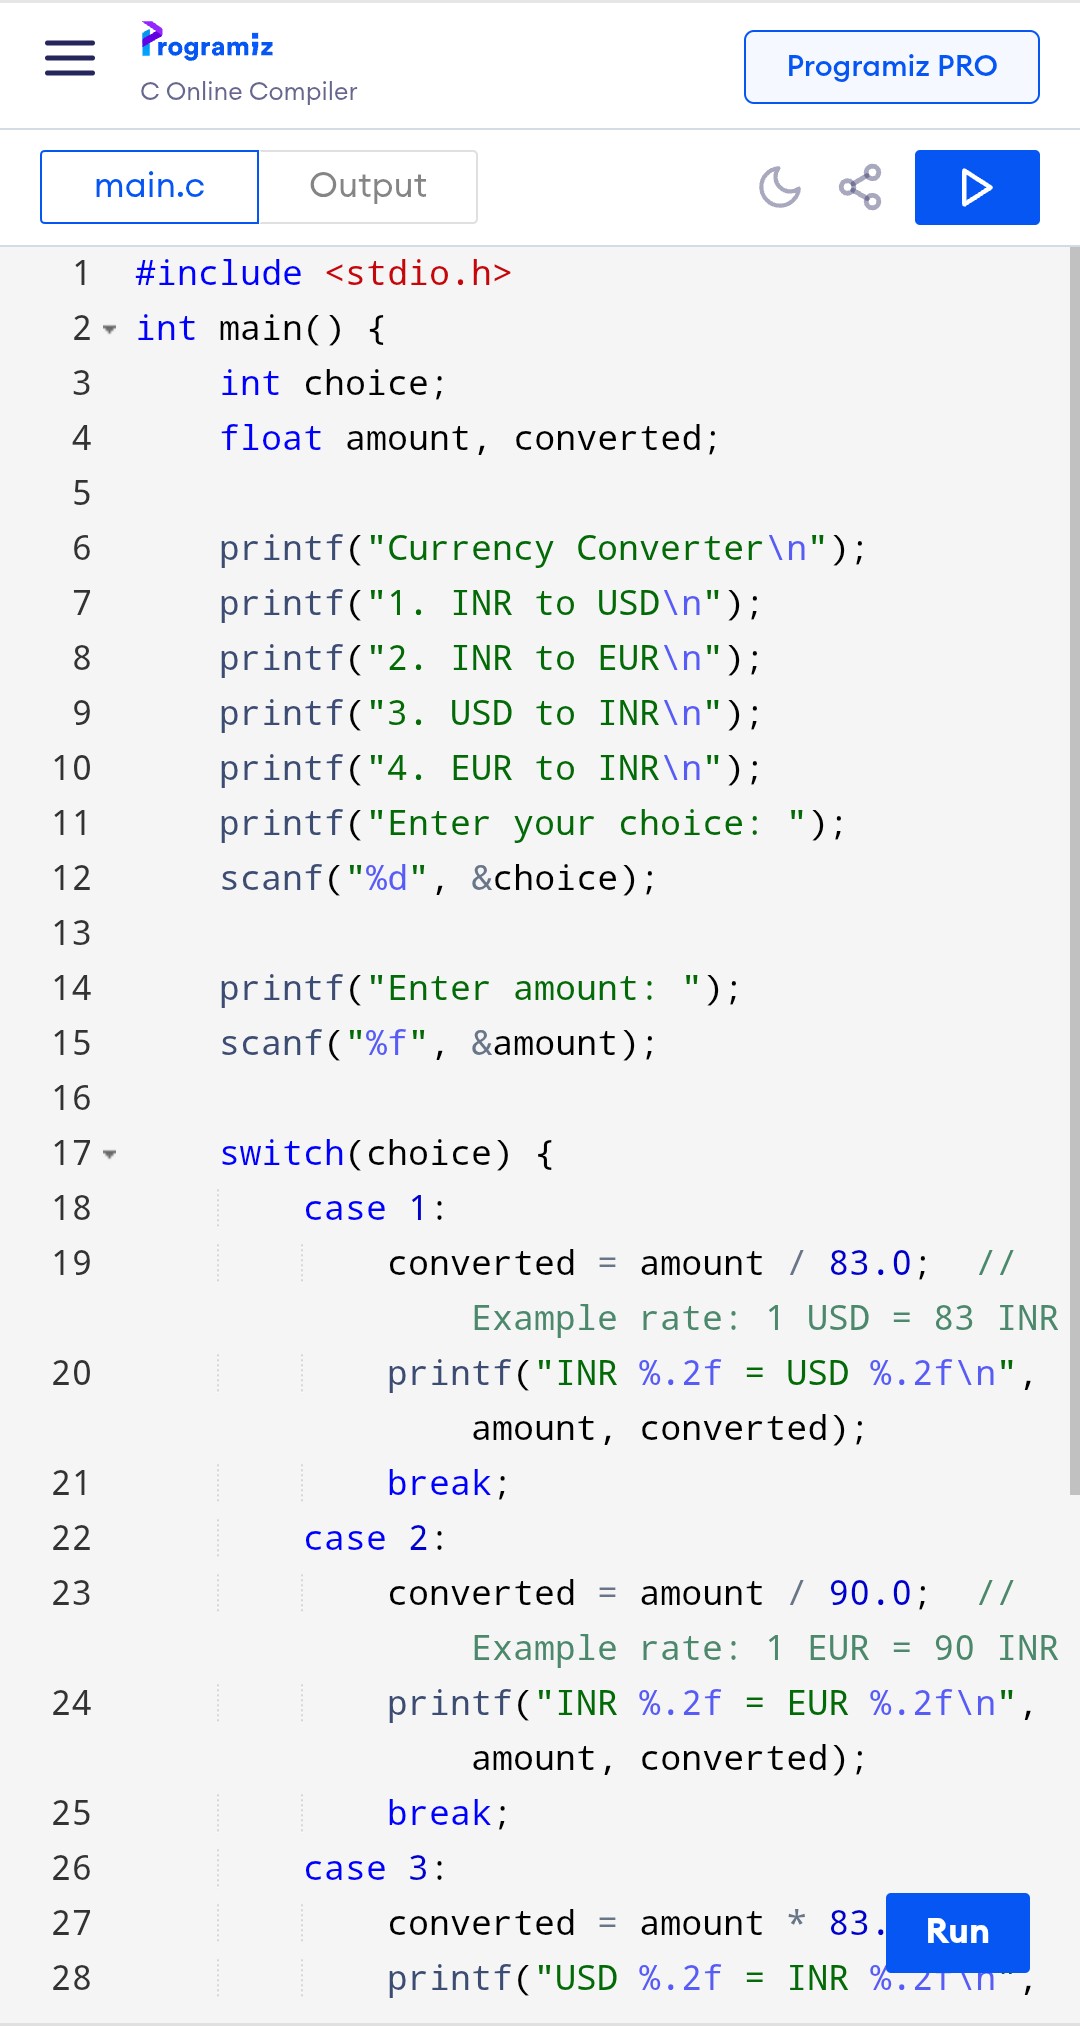 Programiz
C Online Compiler
Programiz PRO
main.c
Output
1 #include <stdio.h>
2 int main() {
3 int choice;
4 float amount, converted;
5
6 printf("Currency Converter\n");
7 printf("1. INR to USD\n");
8 printf("2. INR to EUR\n");
9 printf("3. USD to INR\n");
10 printf("4. EUR to INR\n");
11 printf("Enter your choice: ");
12 scanf("%d", &choice);
13
14 printf("Enter amount: ");
15 scanf("%f", &amount);
16
17 switch(choice) {
18 case 1:
19 converted = amount / 83.0;  //
Example rate: 1 USD = 83 INR
20 printf("INR %.2f = USD %.2f\n",
amount, converted);
21 break;
22 case 2:
23 converted = amount / 90.0;  //
Example rate: 1 EUR = 90 INR
24 printf("INR %.2f = EUR %.2f\n",
amount, converted);
25 break;
26 case 3:
27 converted = amount * 83.
Run
28 printf("USD %.2f = INR %.2f\n",